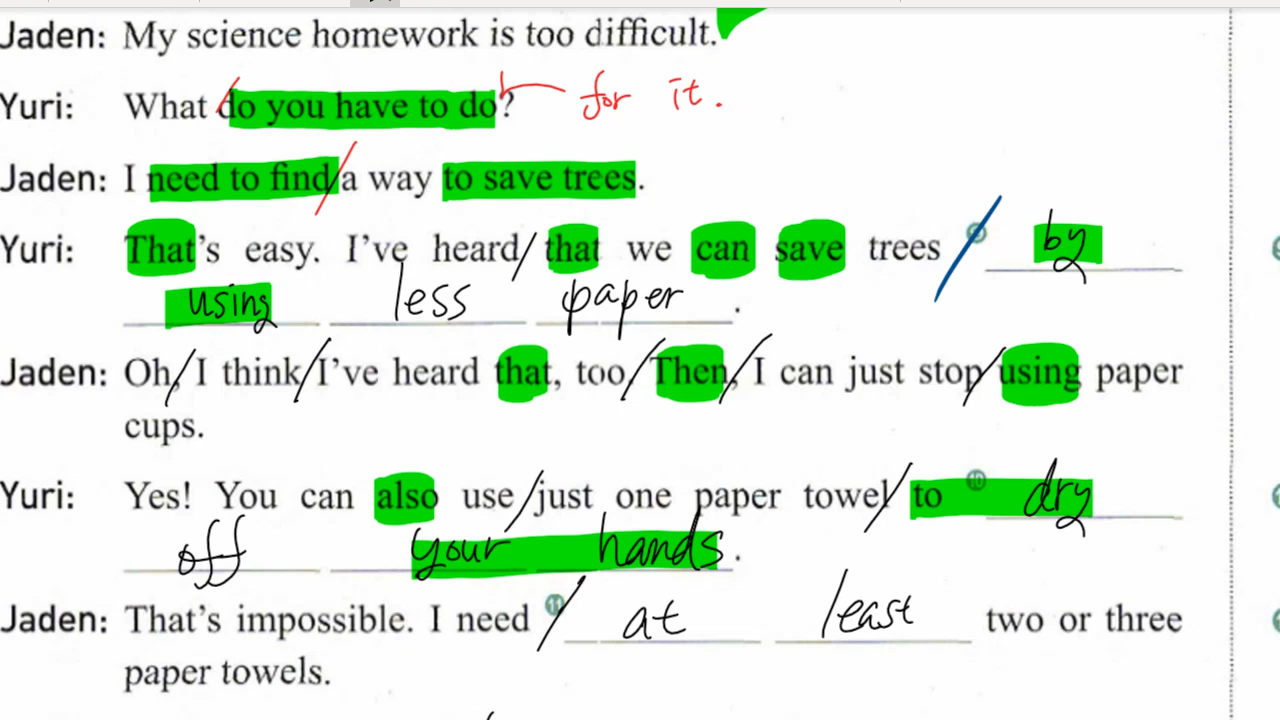 Jaden: My science homework is too difficult.
Yuri: What do you have to do? for it.
Jaden: I need to find a way to save trees.
Yuri: That's easy. I've heard that we can save trees ⑨ by
using less paper.
Jaden: Oh, I think I've heard that, too. Then, I can just stop using paper
cups.
Yuri: Yes! You can also use just one paper towel to ⑩ dry
off your hands.
Jaden: That's impossible. I need ⑪ at least two or three
paper towels.